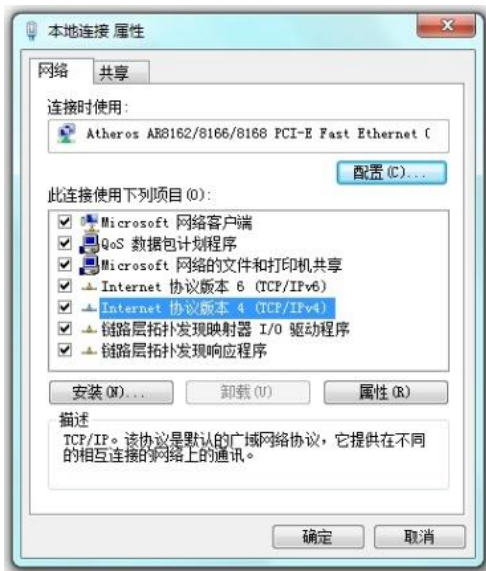 本地连接 属性
网络 共享
连接时使用:
Atheros AR8162/8166/8168 PCI-E Fast Ethernet (
配置(C)...
此连接使用下列项目(O):
Microsoft 网络客户端
QoS 数据包计划程序
Microsoft 网络的文件和打印机共享
Internet 协议版本 6 (TCP/IPv6)
Internet 协议版本 4 (TCP/IPv4)
链路层拓扑发现映射器 I/O 驱动程序
链路层拓扑发现响应程序
安装(N)... 卸载(U) 属性(R)
描述
TCP/IP。该协议是默认的广域网络协议，它提供在不同
的相互连接的网络上的通讯。
确定 取消